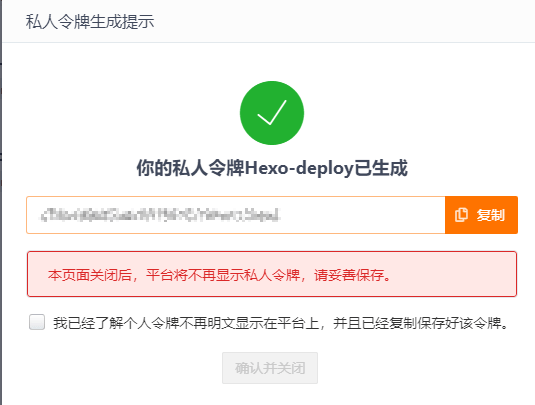 私人令牌生成提示
你的私人令牌Hexo-deploy已生成
复制
本页面关闭后，平台将不再显示私人令牌，请妥善保存。
我已经了解个人令牌不再明文显示在平台上，并且已经复制保存好该令牌。
确认并关闭